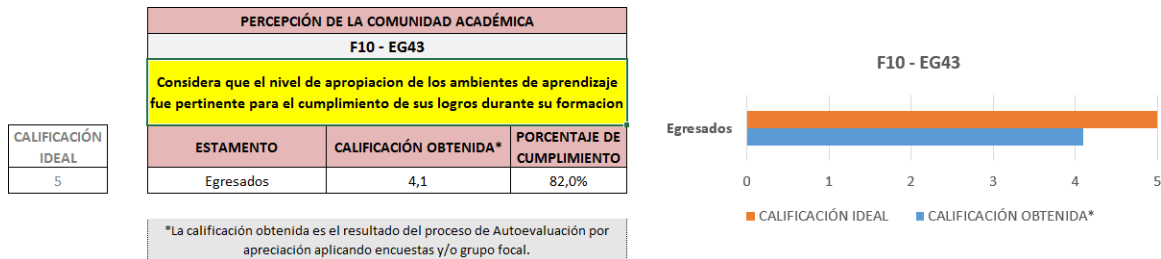 PERCEPCIÓN DE LA COMUNIDAD ACADÉMICA
F10 - EG43
Considera que el nivel de apropiacion de los ambientes de aprendizaje
fue pertinente para el cumplimiento de sus logros durante su formacion
CALIFICACIÓN
IDEAL
5
ESTAMENTO
CALIFICACIÓN OBTENIDA*
PORCENTAJE DE
CUMPLIMIENTO
Egresados
4,1
82,0%
*La calificación obtenida es el resultado del proceso de Autoevaluación por
apreciación aplicando encuestas y/o grupo focal.
F10 - EG43
Egresados
0 1 2 3 4 5
CALIFICACIÓN IDEAL
CALIFICACIÓN OBTENIDA*